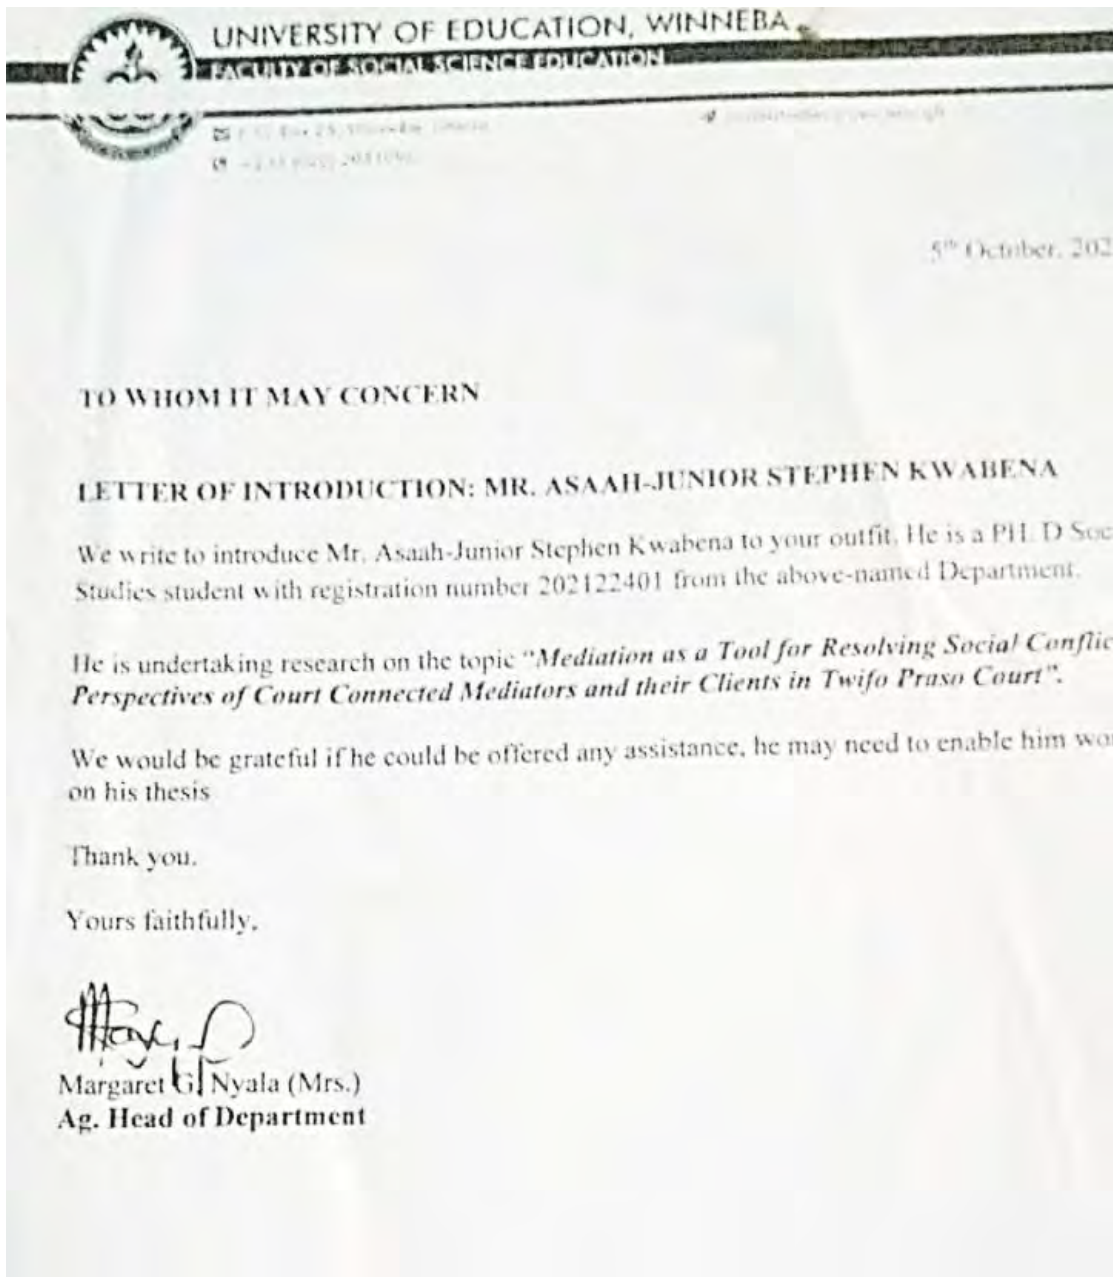 UNIVERSITY OF EDUCATION, WINNEBA
FACULTY OF SOCIAL SCIENCE EDUCATION
5th October, 202
TO WHOM IT MAY CONCERN
LETTER OF INTRODUCTION: MR. ASAAH-JUNIOR STEPHEN KWABENA
We write to introduce Mr. Asaah-Junior Stephen Kwabena to your outfit. He is a PH. D Soc
Studies student with registration number 202122401 from the above-named Department.
He is undertaking research on the topic "Mediation as a Tool for Resolving Social Conflic
Perspectives of Court Connected Mediators and their Clients in Twifo Praso Court".
We would be grateful if he could be offered any assistance, he may need to enable him wo
on his thesis
Thank you.
Yours faithfully,
Margaret G. Nyala (Mrs.)
Ag. Head of Department